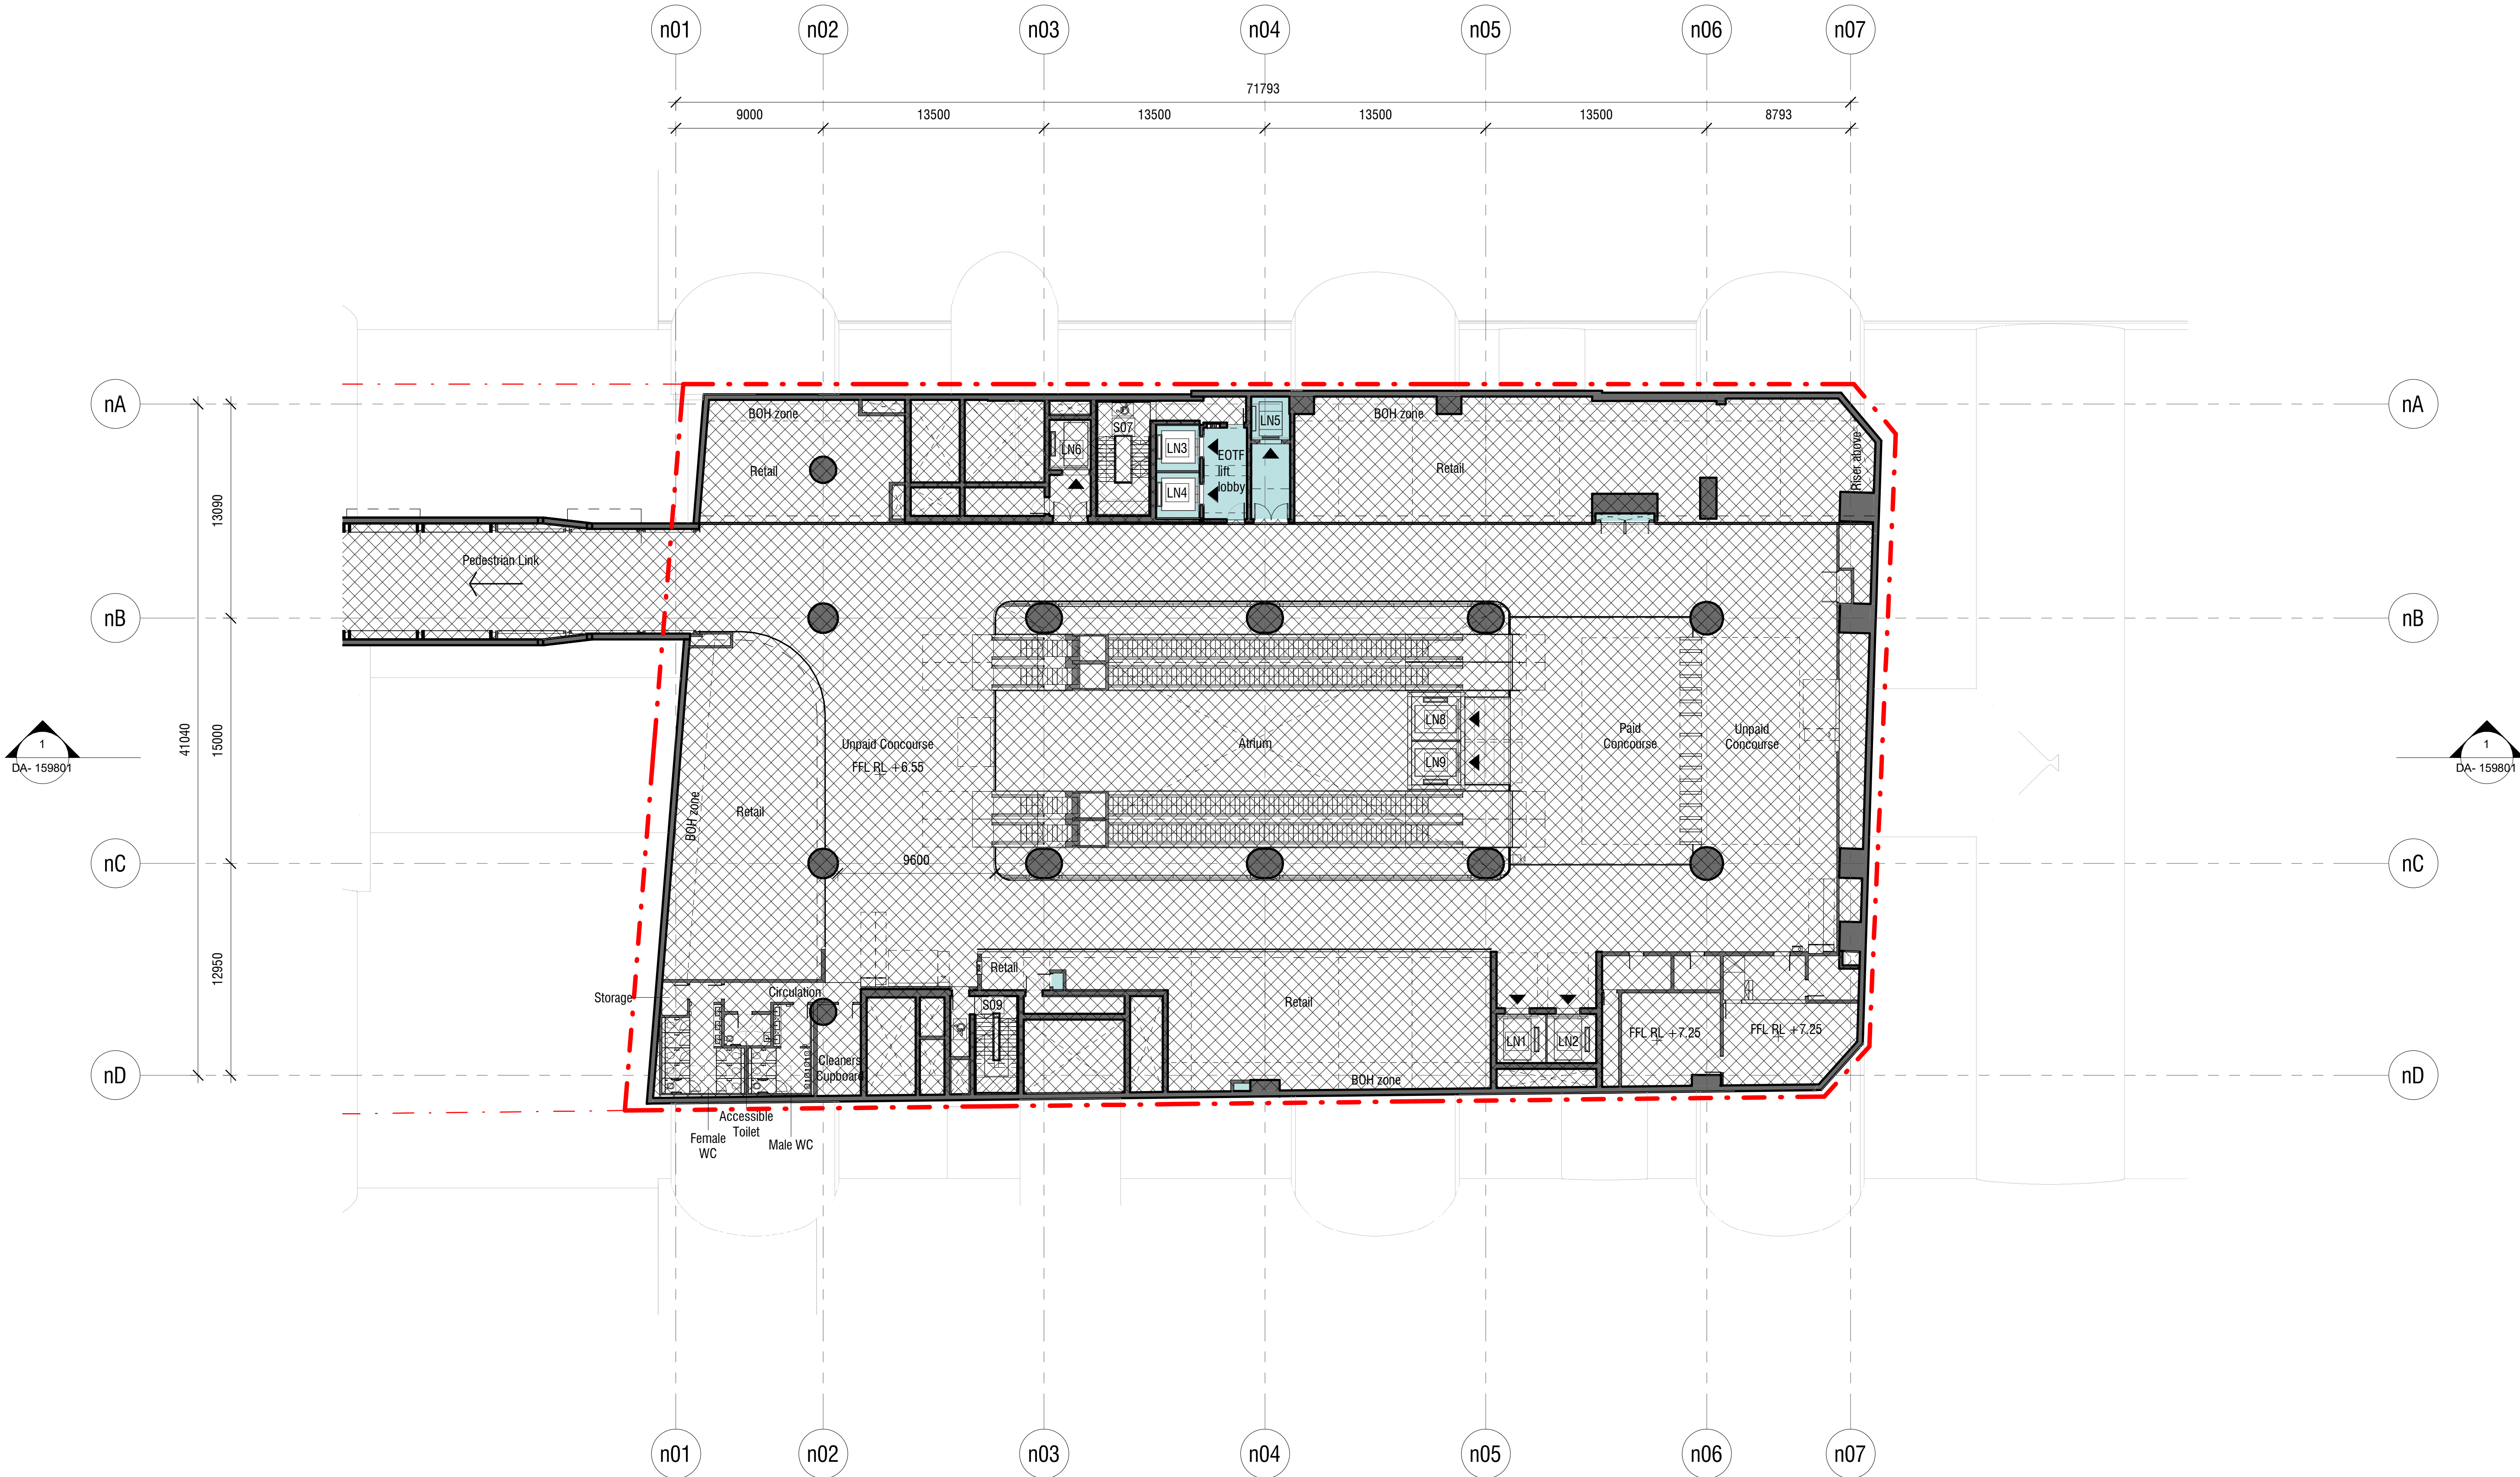 n01 n02 n03 n04 n05 n06 n07
71793
9000 13500 13500 13500 13500 8793
nA nA
BOH zone
BOH zone
S07
LN5
LN6
LN3
EOTF
lift
lobby
LN4
Retail
Retail
Riser above
13090
Pedestrian Link
nB nB
41040
15000
1
DA- 159801
Unpaid Concourse
FFL RL +6.55
Atrium
LN8
LN9
Paid
Concourse
Unpaid
Concourse
1
DA- 159801
BOH zone
Retail
nC nC
9600
12950
Retail
Storage
Circulation
S09
Retail
LN1
LN2
FFL RL +7.25
FFL RL +7.25
Cleaners
Cupboard
nD nD
BOH zone
Accessible
Toilet
Female
WC
Male WC
n01 n02 n03 n04 n05 n06 n07